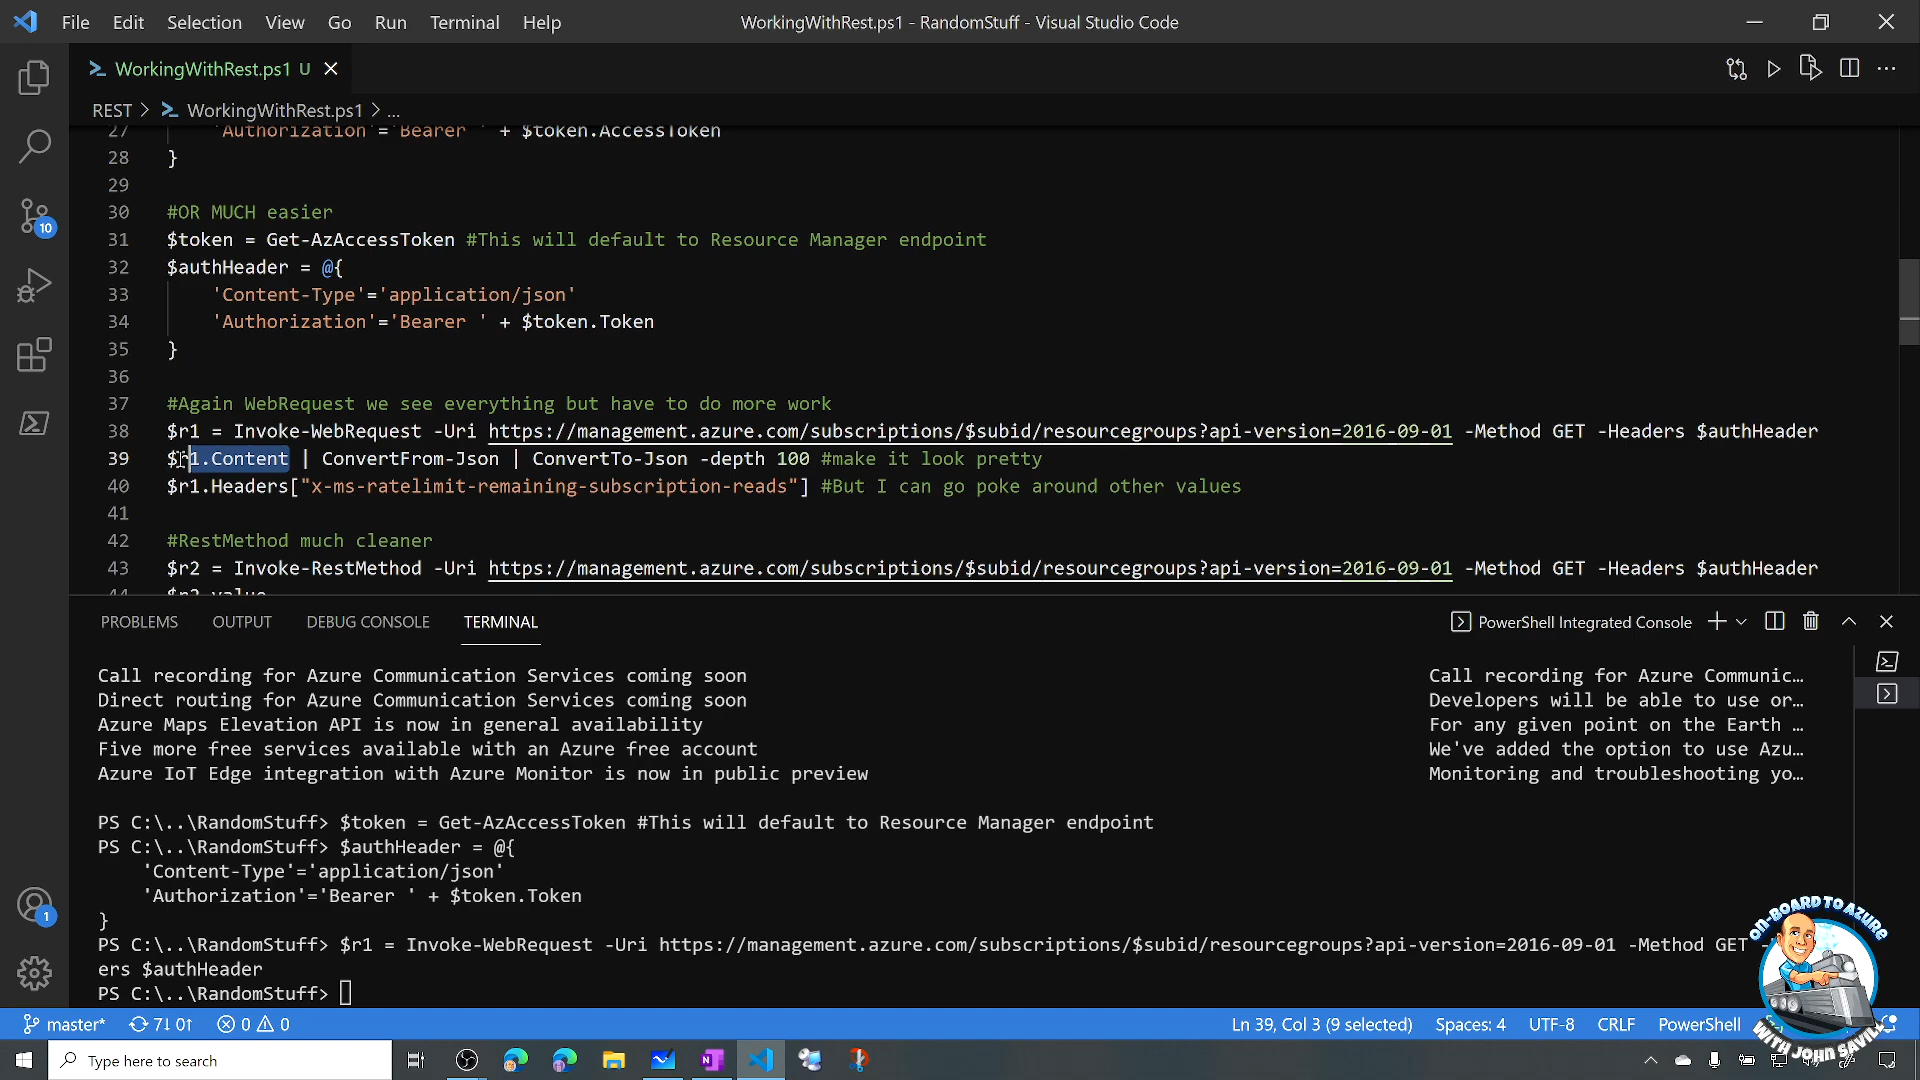 File Edit Selection View Go Run Terminal Help WorkingWithRest.ps1 - RandomStuff - Visual Studio Code
WorkingWithRest.ps1 U
REST > WorkingWithRest.ps1 > ...
27 'Authorization'='Bearer ' + $token.AccessToken
28 }
29
30 #OR MUCH easier
31 $token = Get-AzAccessToken #This will default to Resource Manager endpoint
32 $authHeader = @{
33 'Content-Type'='application/json'
34 'Authorization'='Bearer ' + $token.Token
35 }
36
37 #Again WebRequest we see everything but have to do more work
38 $r1 = Invoke-WebRequest -Uri https://management.azure.com/subscriptions/$subid/resourcegroups?api-version=2016-09-01 -Method GET -Headers $authHeader
39 $r1.Content | ConvertFrom-Json | ConvertTo-Json -depth 100 #make it look pretty
40 $r1.Headers["x-ms-ratelimit-remaining-subscription-reads"] #But I can go poke around other values
41
42 #RestMethod much cleaner
43 $r2 = Invoke-RestMethod -Uri https://management.azure.com/subscriptions/$subid/resourcegroups?api-version=2016-09-01 -Method GET -Headers $authHeader
44 $r2.value
PROBLEMS OUTPUT DEBUG CONSOLE TERMINAL PowerShell Integrated Console
Call recording for Azure Communication Services coming soon Call recording for Azure Communic…
Direct routing for Azure Communication Services coming soon Developers will be able to use or…
Azure Maps Elevation API is now in general availability For any given point on the Earth …
Five more free services available with an Azure free account We've added the option to use Azu…
Azure IoT Edge integration with Azure Monitor is now in public preview Monitoring and troubleshooting yo…
PS C:\..\RandomStuff> $token = Get-AzAccessToken #This will default to Resource Manager endpoint
PS C:\..\RandomStuff> $authHeader = @{
'Content-Type'='application/json'
'Authorization'='Bearer ' + $token.Token
}
PS C:\..\RandomStuff> $r1 = Invoke-WebRequest -Uri https://management.azure.com/subscriptions/$subid/resourcegroups?api-version=2016-09-01 -Method GET
ers $authHeader
PS C:\..\RandomStuff>
10
1
ON-BOARD TO AZURE
WITH JOHN SAVILL
master* 7↓ 0↑ 0 0 Ln 39, Col 3 (9 selected) Spaces: 4 UTF-8 CRLF PowerShell
Type here to search